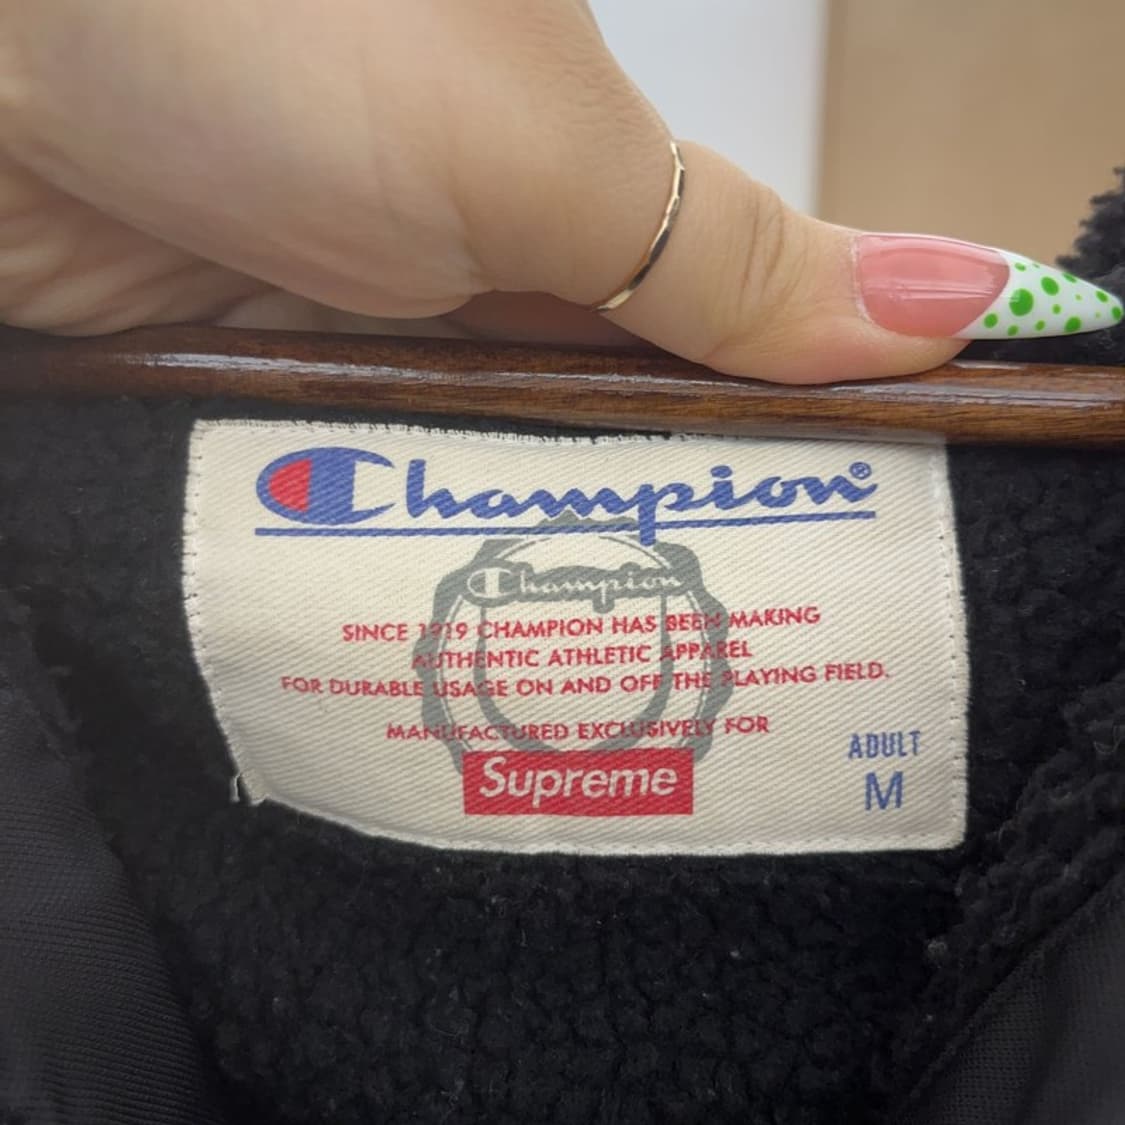 Champion®
Champion
SINCE 1919 CHAMPION HAS BEEN MAKING
AUTHENTIC ATHLETIC APPAREL
FOR DURABLE USAGE ON AND OFF THE PLAYING FIELD.
MANUFACTURED EXCLUSIVELY FOR
Supreme
ADULT
M